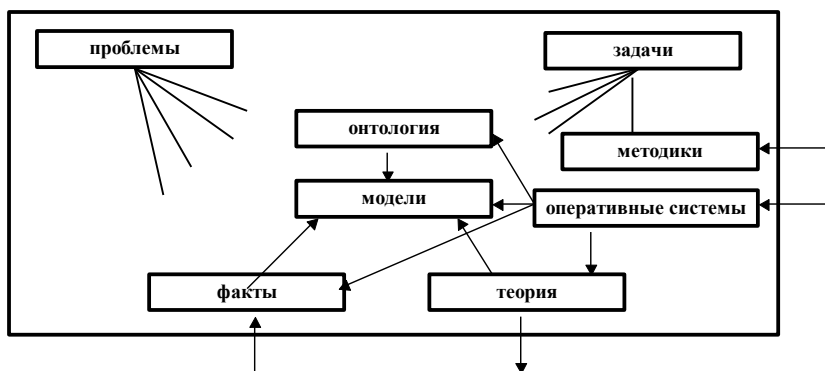 проблемы
задачи
онтология
методики
модели
оперативные системы
факты
теория